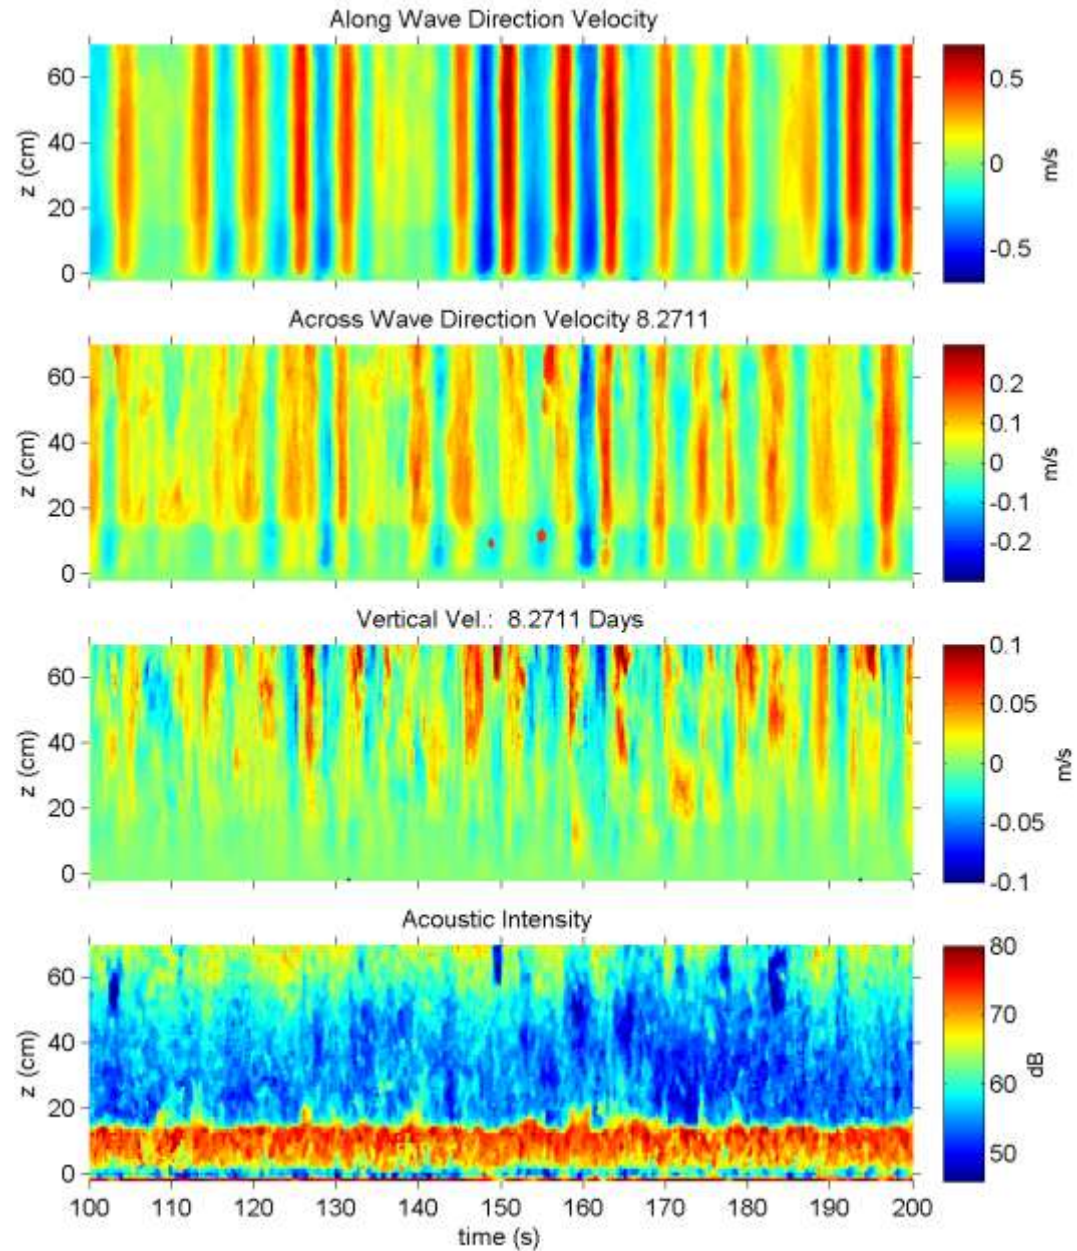 Along Wave Direction Velocity
z (cm)
60
40
20
0
0.5
0
-0.5
m/s
Across Wave Direction Velocity 8.2711
z (cm)
60
40
20
0
0.2
0.1
0
-0.1
-0.2
m/s
Vertical Vel.: 8.2711 Days
z (cm)
60
40
20
0
0.1
0.05
0
-0.05
-0.1
m/s
Acoustic Intensity
z (cm)
60
40
20
0
80
70
60
50
dB
100 110 120 130 140 150 160 170 180 190 200
time (s)